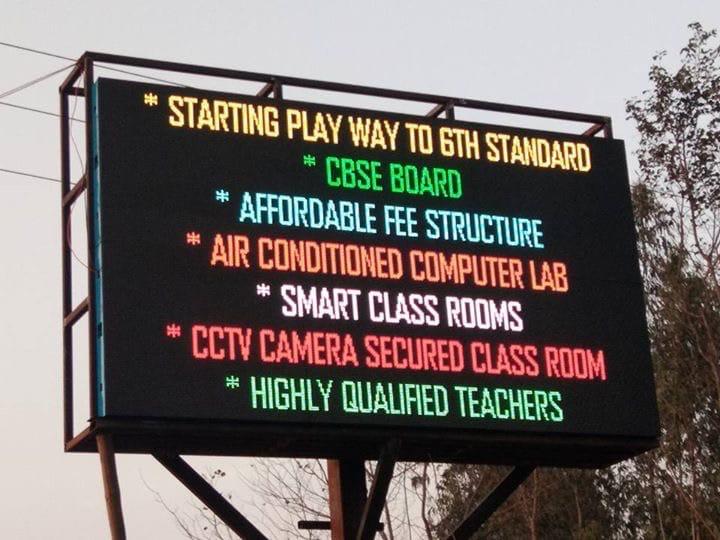 * STARTING PLAY WAY TO 6TH STANDARD
* CBSE BOARD
* AFFORDABLE FEE STRUCTURE
* AIR CONDITIONED COMPUTER LAB
* SMART CLASS ROOMS
* CCTV CAMERA SECURED CLASS ROOM
* HIGHLY QUALIFIED TEACHERS